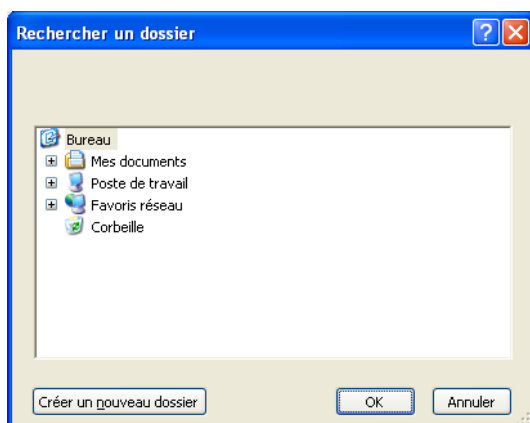 Rechercher un dossier
Bureau
Mes documents
Poste de travail
Favoris réseau
Corbeille
Créer un nouveau dossier
OK
Annuler